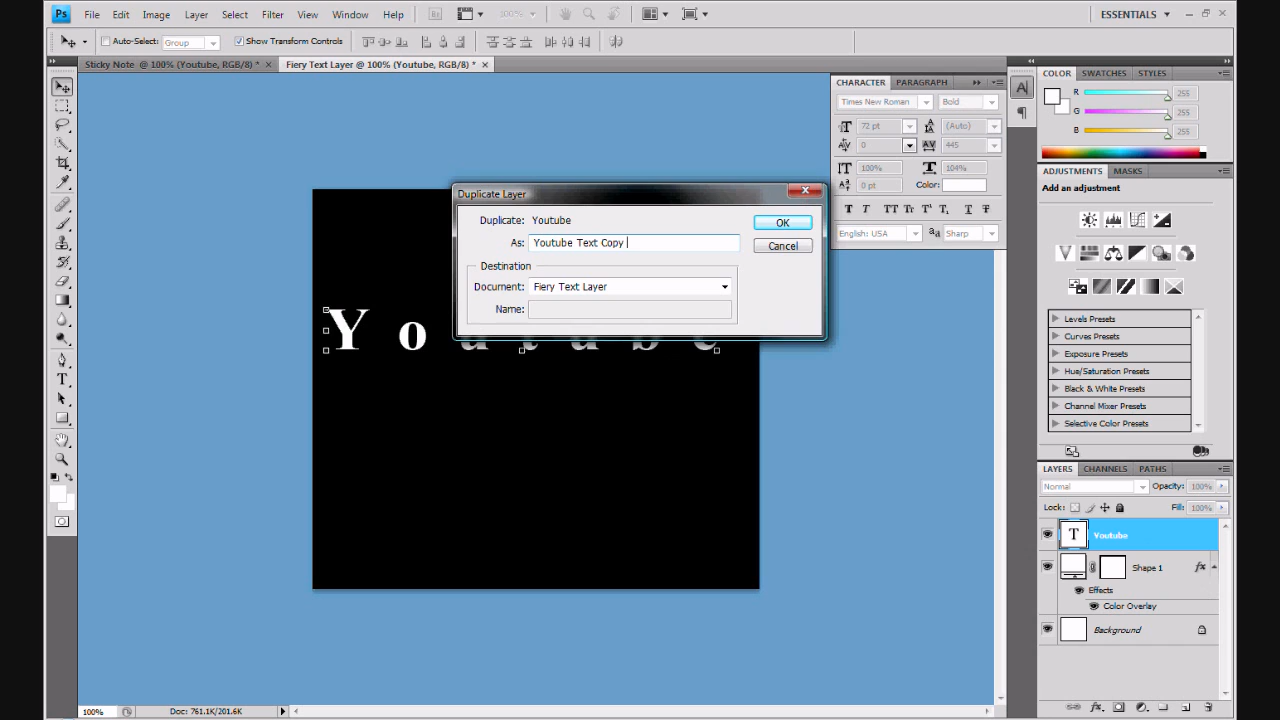 Ps File Edit Image Layer Select Filter View Window Help Br 100% ESSENTIALS
Auto-Select: Group Show Transform Controls
Sticky Note @ 100% (Youtube, RGB/8) * Fiery Text Layer @ 100% (Youtube, RGB/8) *
CHARACTER PARAGRAPH
Times New Roman Bold
72 pt (Auto)
0 445
100% 104%
0 pt Color:
English: USA Sharp
COLOR SWATCHES STYLES
R 255
G 255
B 255
ADJUSTMENTS MASKS
Add an adjustment
Levels Presets
Curves Presets
Exposure Presets
Hue/Saturation Presets
Black & White Presets
Channel Mixer Presets
Selective Color Presets
Duplicate Layer
Duplicate: Youtube
As: Youtube Text Copy
OK
Cancel
Destination
Document: Fiery Text Layer
Name:
Youtube
LAYERS CHANNELS PATHS
Normal Opacity: 100%
Lock: Fill: 100%
T Youtube
Shape 1 fx
Effects
Color Overlay
Background
100% Doc: 761.1K/201.6K